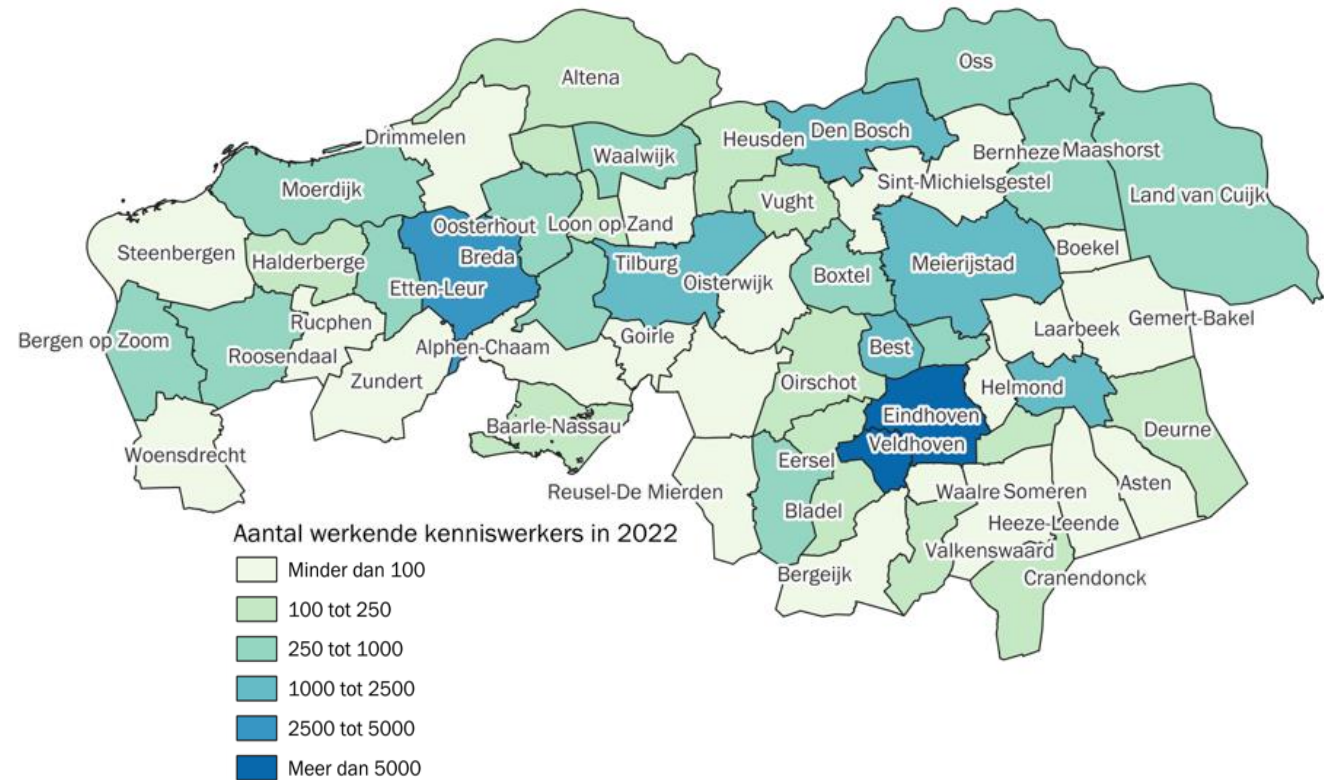 Oss
Altena
Drimmelen
Heusden
Den Bosch
Waalwijk
Bernheze
Maashorst
Moerdijk
Sint-Michielsgestel
Land van Cuijk
Vught
Loon op Zand
Oosterhout
Steenbergen
Halderberge
Breda
Tilburg
Meierijstad
Boekel
Boxtel
Oisterwijk
Etten-Leur
Gemert-Bakel
Rucphen
Laarbeek
Goirle
Bergen op Zoom
Roosendaal
Alphen-Chaam
Best
Zundert
Oirschot
Helmond
Eindhoven
Baarle-Nassau
Deurne
Veldhoven
Woensdrecht
Eersel
Asten
Reusel-De Mierden
Waalre
Someren
Bladel
Heeze-Leende
Valkenswaard
Bergeijk
Cranendonck
Aantal werkende kenniswerkers in 2022
Minder dan 100
100 tot 250
250 tot 1000
1000 tot 2500
2500 tot 5000
Meer dan 5000